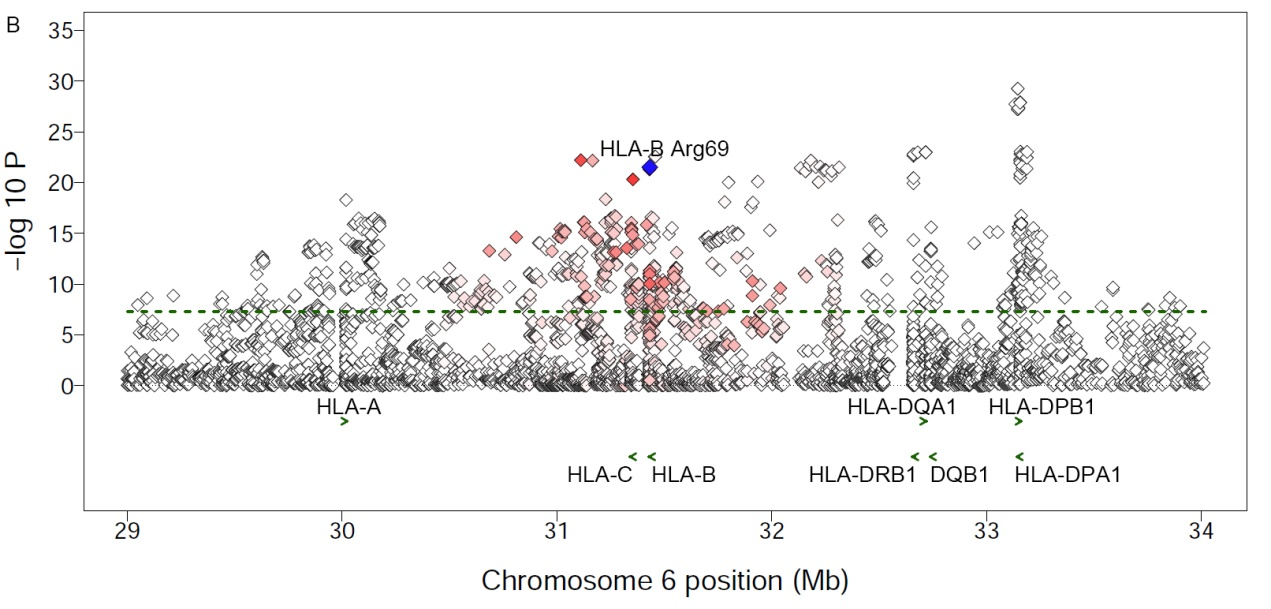 B
35
30
25
20
15
10
5
0
−log 10 P
HLA-B Arg69
HLA-A
HLA-DQA1
HLA-DPB1
HLA-C
HLA-B
HLA-DRB1
DQB1
HLA-DPA1
29
30
31
32
33
34
Chromosome 6 position (Mb)